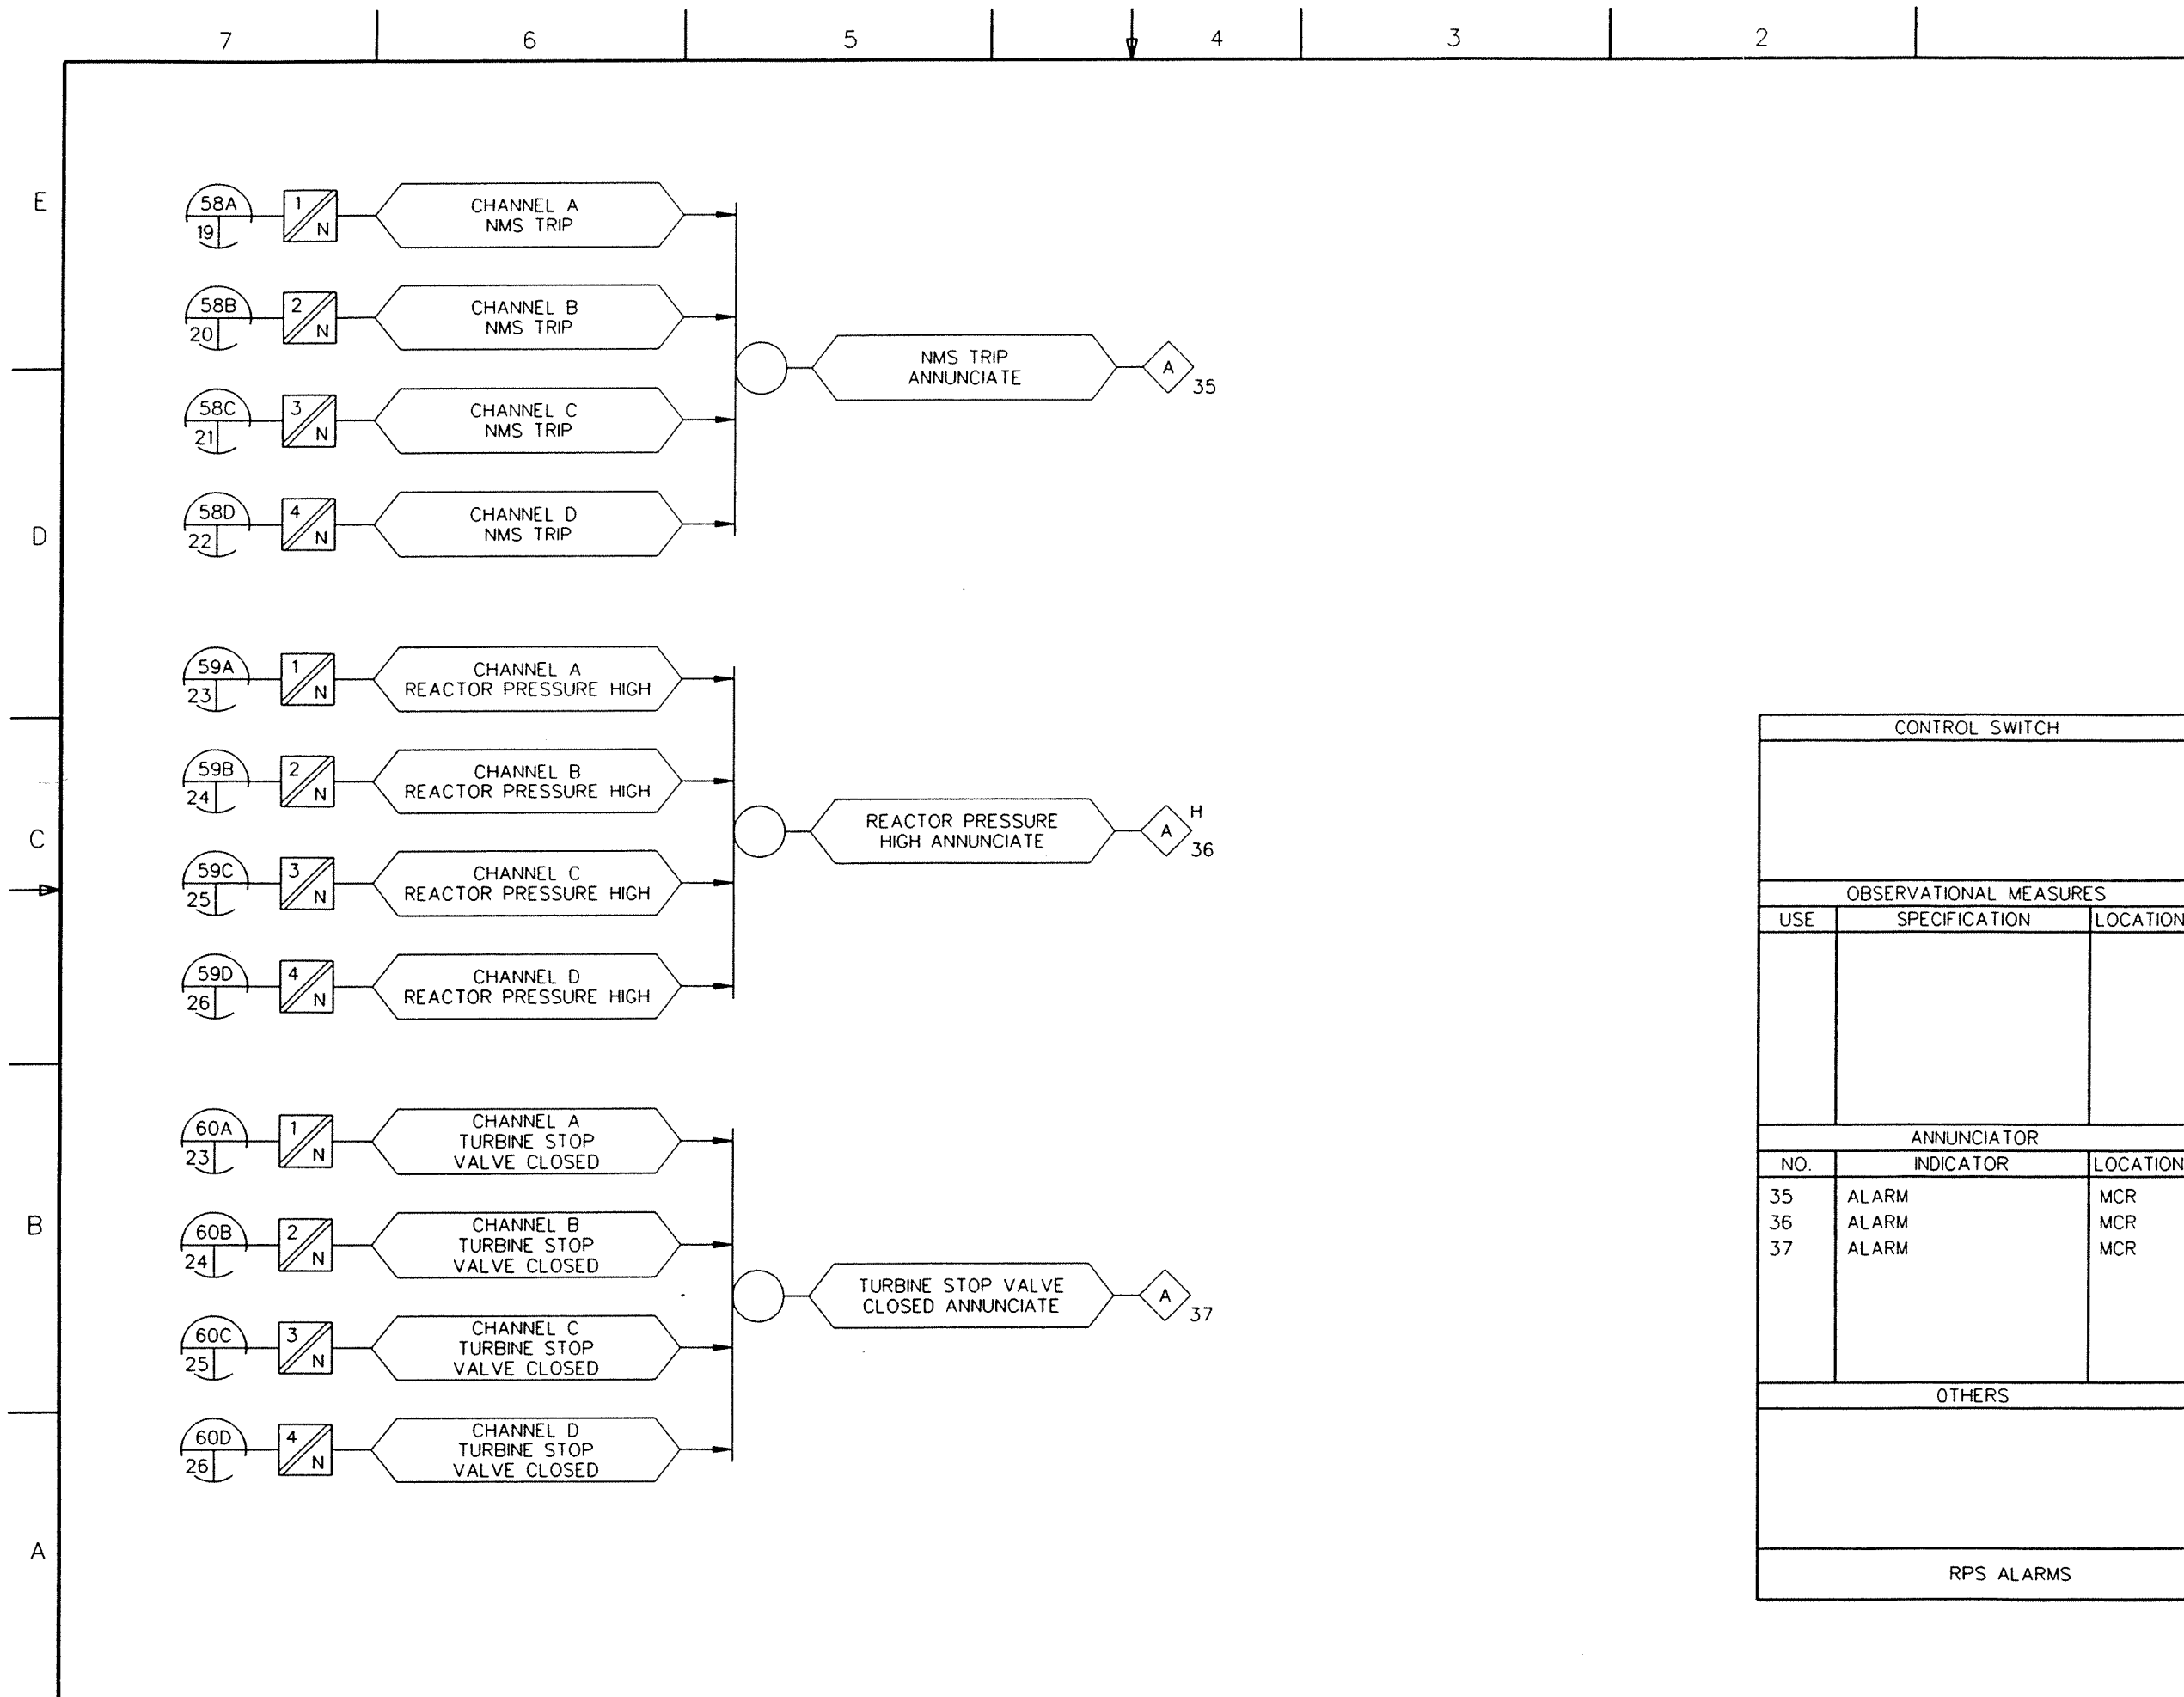 7 6 5 4 3 2
E
58A 1
19 N
CHANNEL A
NMS TRIP
58B 2
20 N
CHANNEL B
NMS TRIP
NMS TRIP
ANNUNCIATE
A
35
58C 3
21 N
CHANNEL C
NMS TRIP
D
58D 4
22 N
CHANNEL D
NMS TRIP
59A 1
23 N
CHANNEL A
REACTOR PRESSURE HIGH
59B 2
24 N
CHANNEL B
REACTOR PRESSURE HIGH
C
REACTOR PRESSURE
HIGH ANNUNCIATE
A
H
36
59C 3
25 N
CHANNEL C
REACTOR PRESSURE HIGH
59D 4
26 N
CHANNEL D
REACTOR PRESSURE HIGH
60A 1
23 N
CHANNEL A
TURBINE STOP
VALVE CLOSED
B
60B 2
24 N
CHANNEL B
TURBINE STOP
VALVE CLOSED
TURBINE STOP VALVE
CLOSED ANNUNCIATE
A
37
60C 3
25 N
CHANNEL C
TURBINE STOP
VALVE CLOSED
60D 4
26 N
CHANNEL D
TURBINE STOP
VALVE CLOSED
A
CONTROL SWITCH
OBSERVATIONAL MEASURES
USE SPECIFICATION LOCATION
ANNUNCIATOR
NO. INDICATOR LOCATION
35 ALARM MCR
36 ALARM MCR
37 ALARM MCR
OTHERS
RPS ALARMS